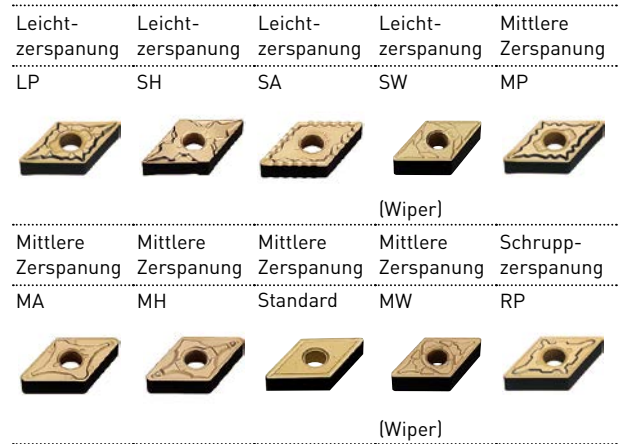 Leicht- Leicht- Leicht- Leicht- Mittlere
zerspanung zerspanung zerspanung zerspanung Zerspanung
LP SH SA SW MP
(Wiper)
Mittlere Mittlere Mittlere Mittlere Schrupp-
Zerspanung Zerspanung Zerspanung Zerspanung zerspanung
MA MH Standard MW RP
(Wiper)